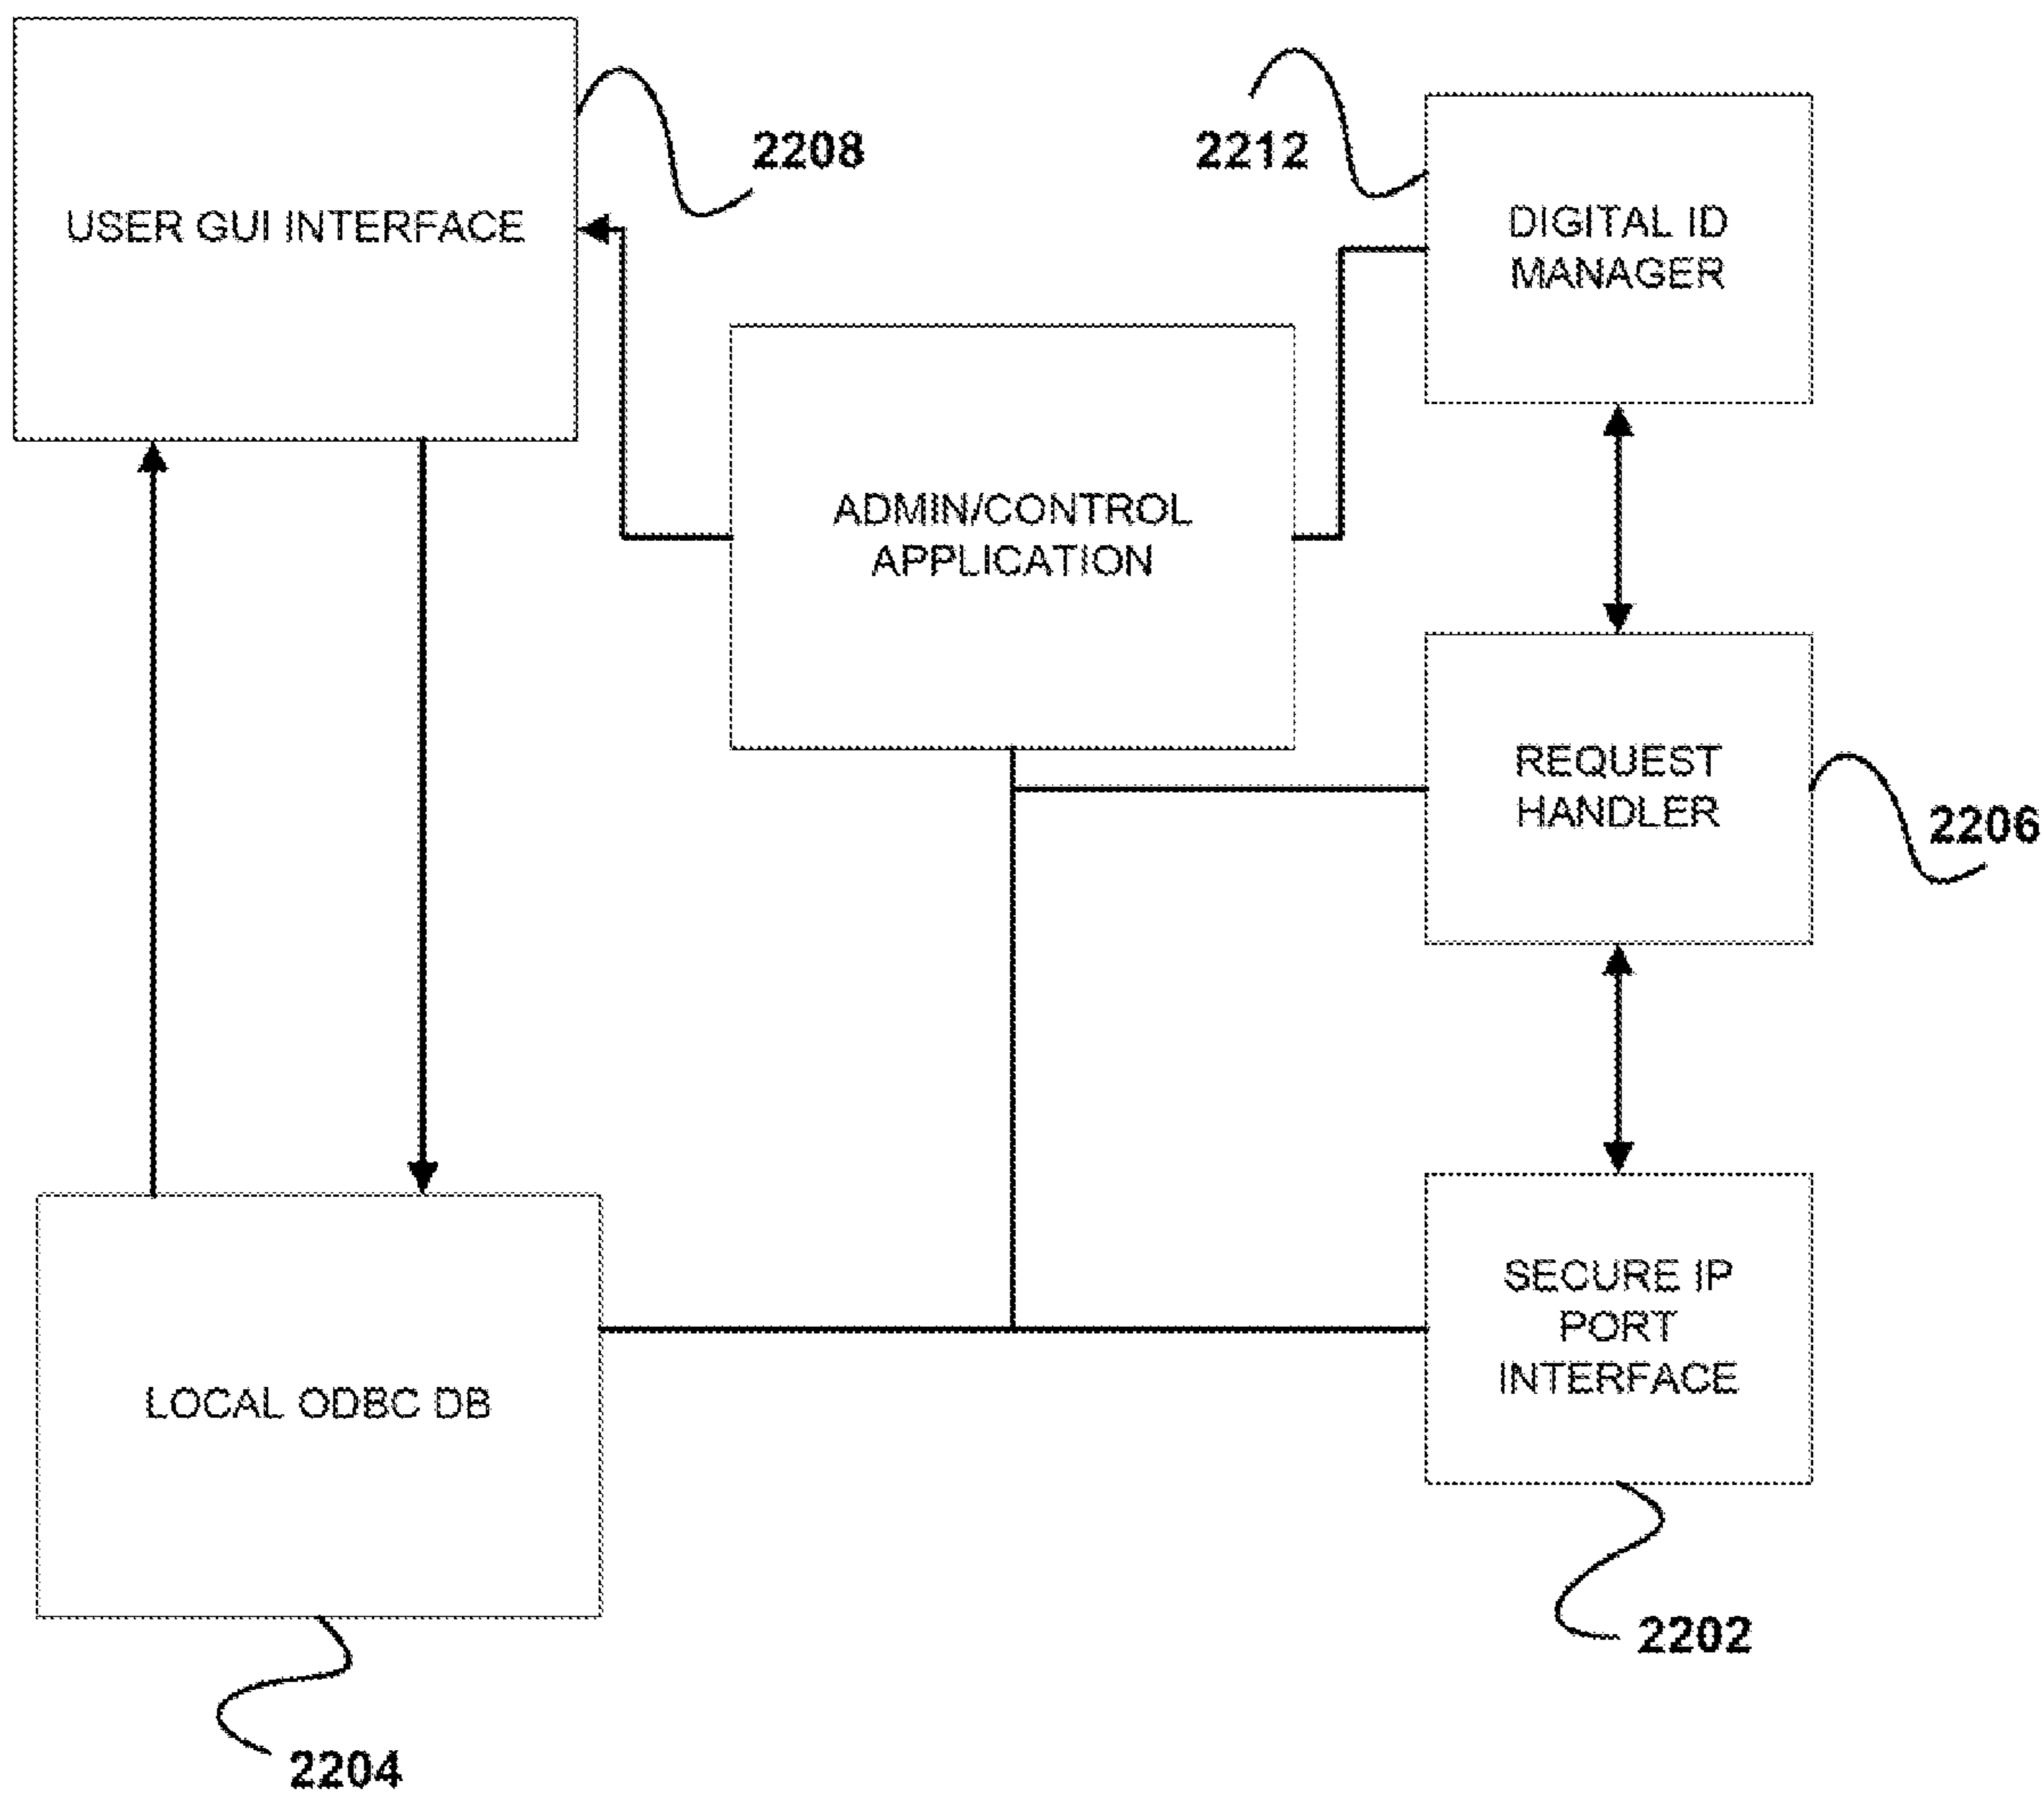 USER GUI INTERFACE
2208
2212
DIGITAL ID
MANAGER
ADMIN/CONTROL
APPLICATION
REQUEST
HANDLER
2206
LOCAL ODBC DB
SECURE IP
PORT
INTERFACE
2202
2204